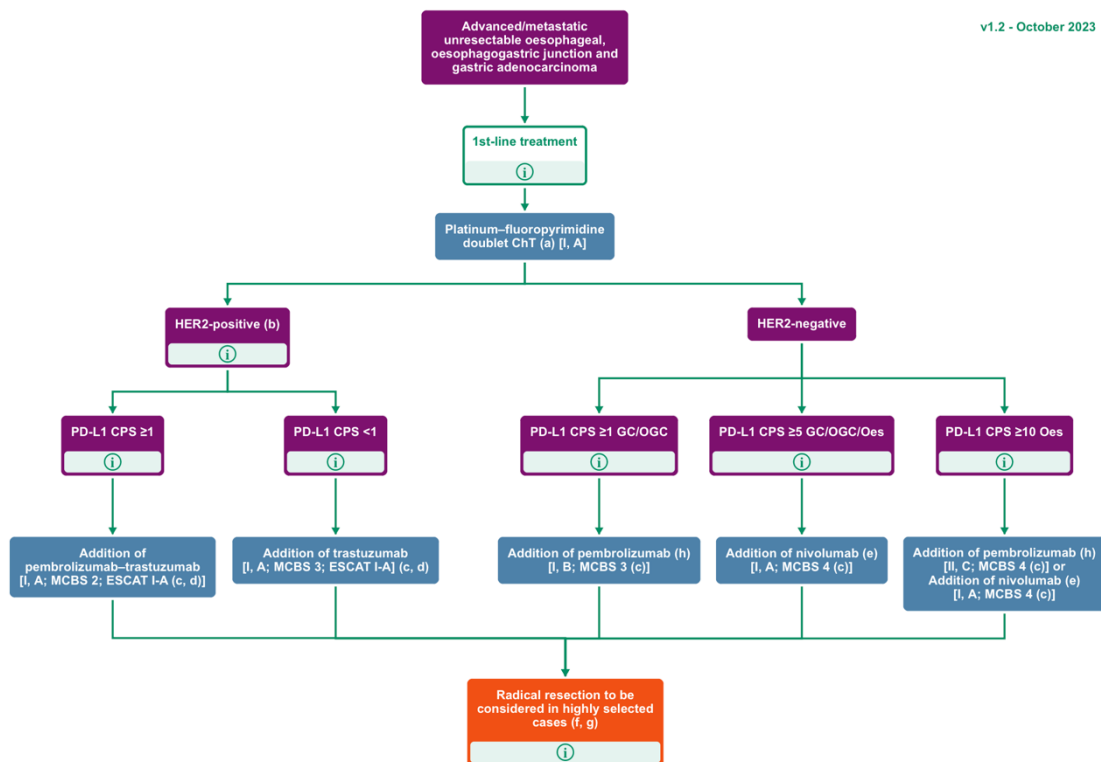 v1.2 - October 2023
Advanced/metastatic
unresectable oesophageal,
oesophagogastric junction and
gastric adenocarcinoma
1st-line treatment
i
Platinum–fluoropyrimidine
doublet ChT (a) [I, A]
HER2-positive (b)
i
HER2-negative
PD-L1 CPS ≥1
i
PD-L1 CPS <1
i
PD-L1 CPS ≥1 GC/OGC
i
PD-L1 CPS ≥5 GC/OGC/Oes
i
PD-L1 CPS ≥10 Oes
i
Addition of
pembrolizumab–trastuzumab
[I, A; MCBS 2; ESCAT I-A (c, d)]
Addition of trastuzumab
[I, A; MCBS 3; ESCAT I-A] (c, d)
Addition of pembrolizumab (h)
[I, B; MCBS 3 (c)]
Addition of nivolumab (e)
[I, A; MCBS 4 (c)]
Addition of pembrolizumab (h)
[II, C; MCBS 4 (c)] or
Addition of nivolumab (e)
[I, A; MCBS 4 (c)]
Radical resection to be
considered in highly selected
cases (f, g)
i